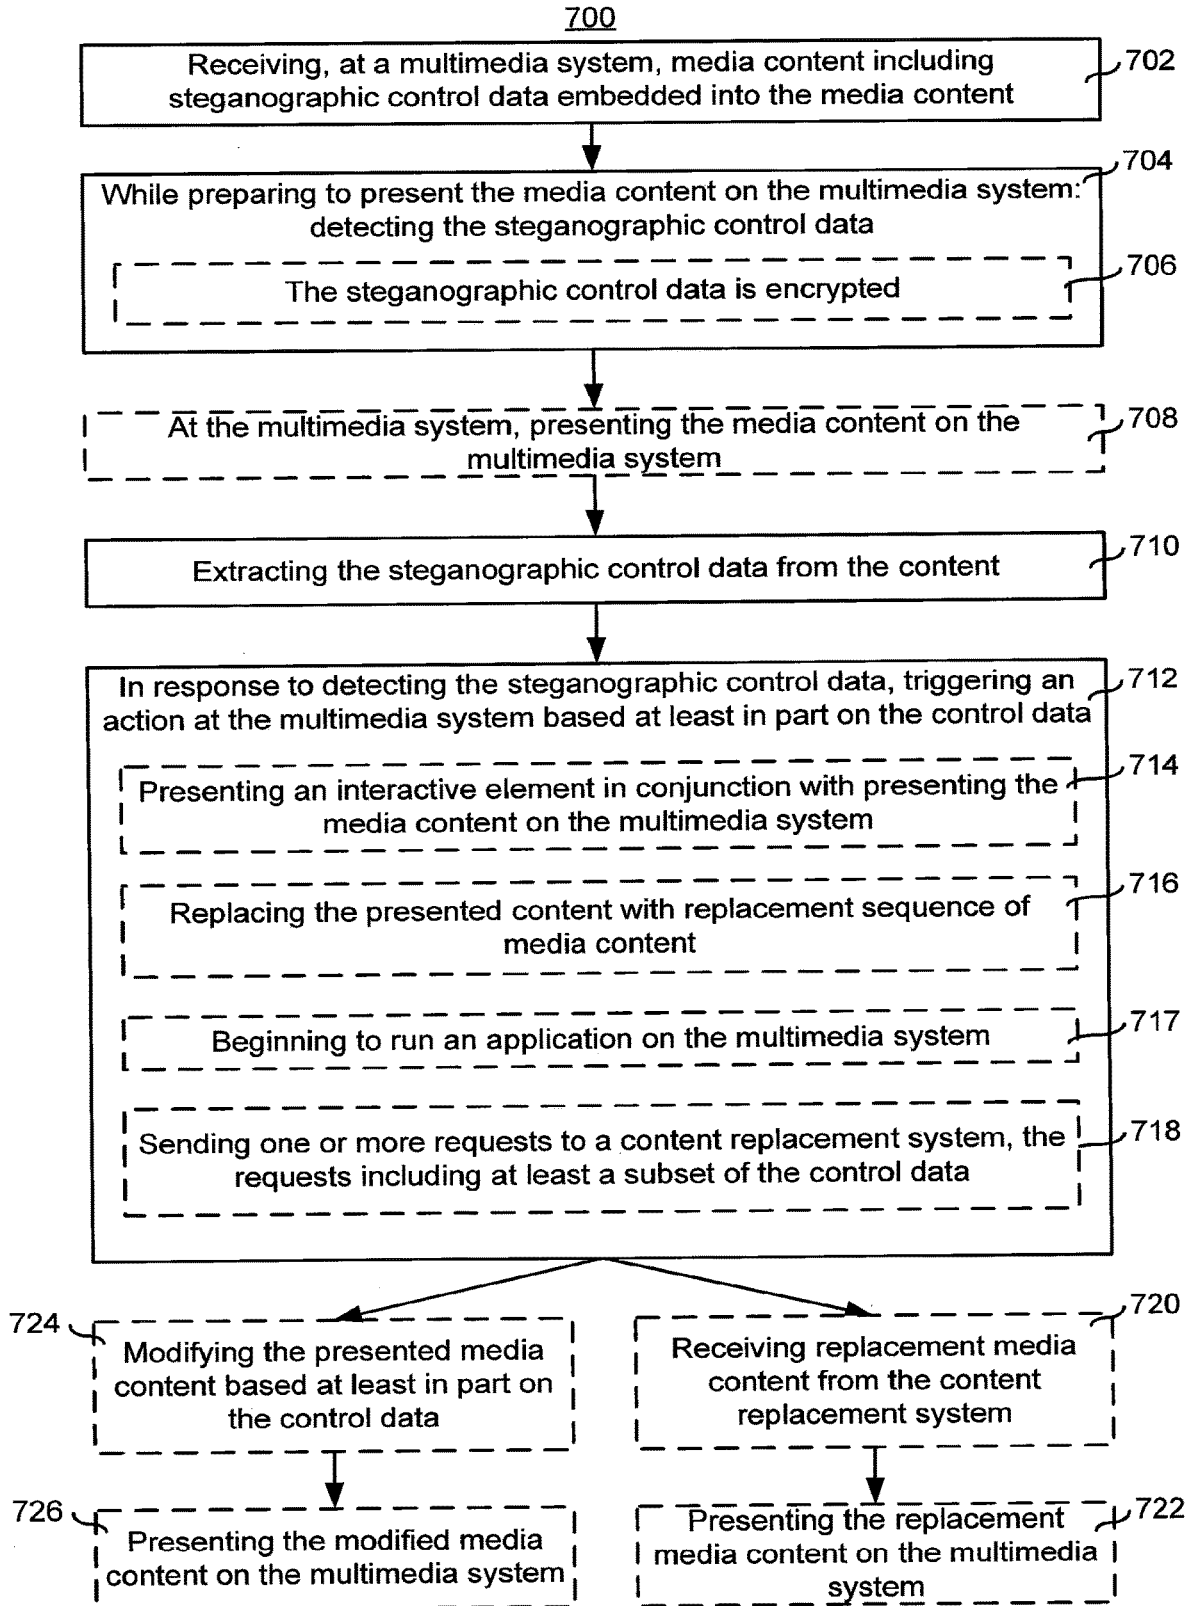 700
Receiving, at a multimedia system, media content including
steganographic control data embedded into the media content
702
704
While preparing to present the media content on the multimedia system:
detecting the steganographic control data
706
The steganographic control data is encrypted
708
At the multimedia system, presenting the media content on the
multimedia system
710
Extracting the steganographic control data from the content
712
In response to detecting the steganographic control data, triggering an
action at the multimedia system based at least in part on the control data
714
Presenting an interactive element in conjunction with presenting the
media content on the multimedia system
716
Replacing the presented content with replacement sequence of
media content
717
Beginning to run an application on the multimedia system
718
Sending one or more requests to a content replacement system, the
requests including at least a subset of the control data
724
Modifying the presented media
content based at least in part on
the control data
720
Receiving replacement media
content from the content
replacement system
726
Presenting the modified media
content on the multimedia system
722
Presenting the replacement
media content on the multimedia
system